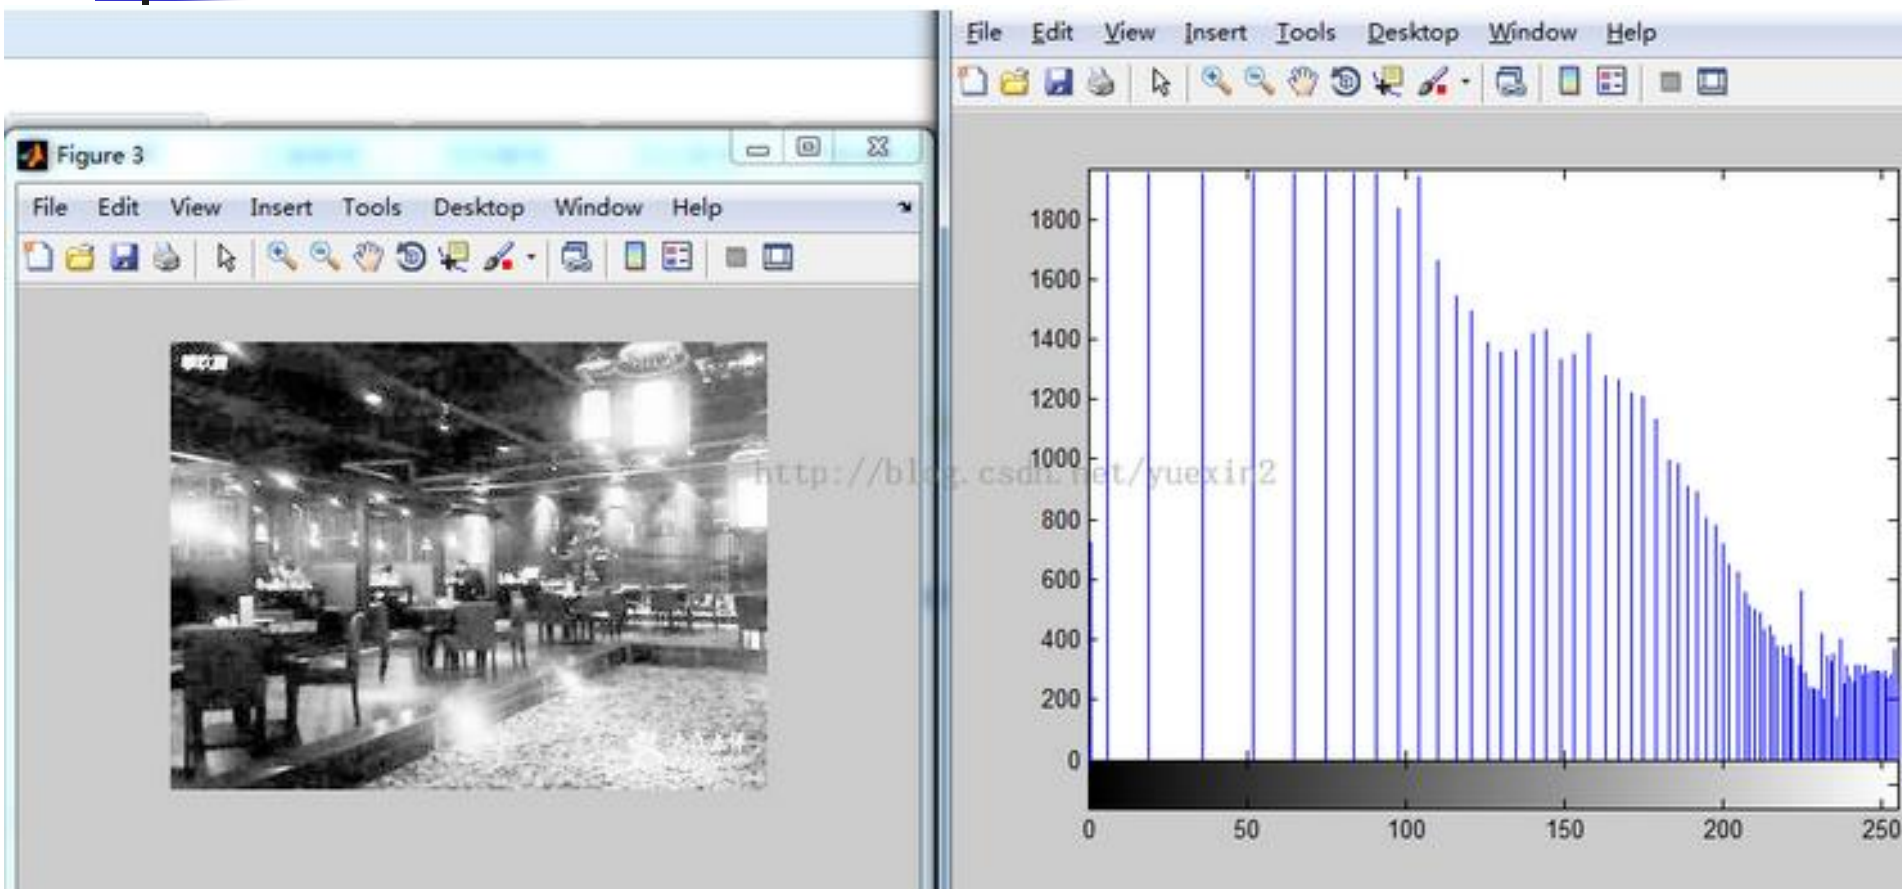 File Edit View Insert Tools Desktop Window Help
Figure 3
File Edit View Insert Tools Desktop Window Help
1800
1600
1400
1200
1000
800
600
400
200
0
0 50 100 150 200 250
http://blog.csdn.net/yuexir2